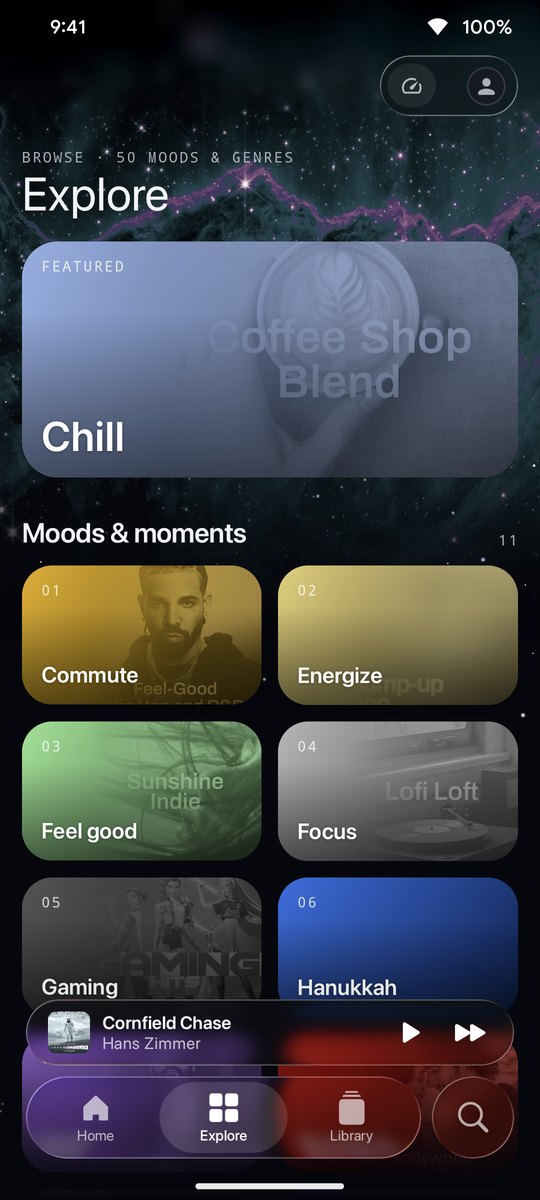 9:41
100%
BROWSE · 50 MOODS & GENRES
Explore
FEATURED
Coffee Shop
Blend
Chill
Moods & moments
11
01
Commute
Feel-Good
02
Energize
03
Sunshine
Indie
Feel good
04
Lofi Loft
Focus
05
GAMING
HITS
Gaming
06
Hanukkah
Cornfield Chase
Hans Zimmer
Home
Explore
Library